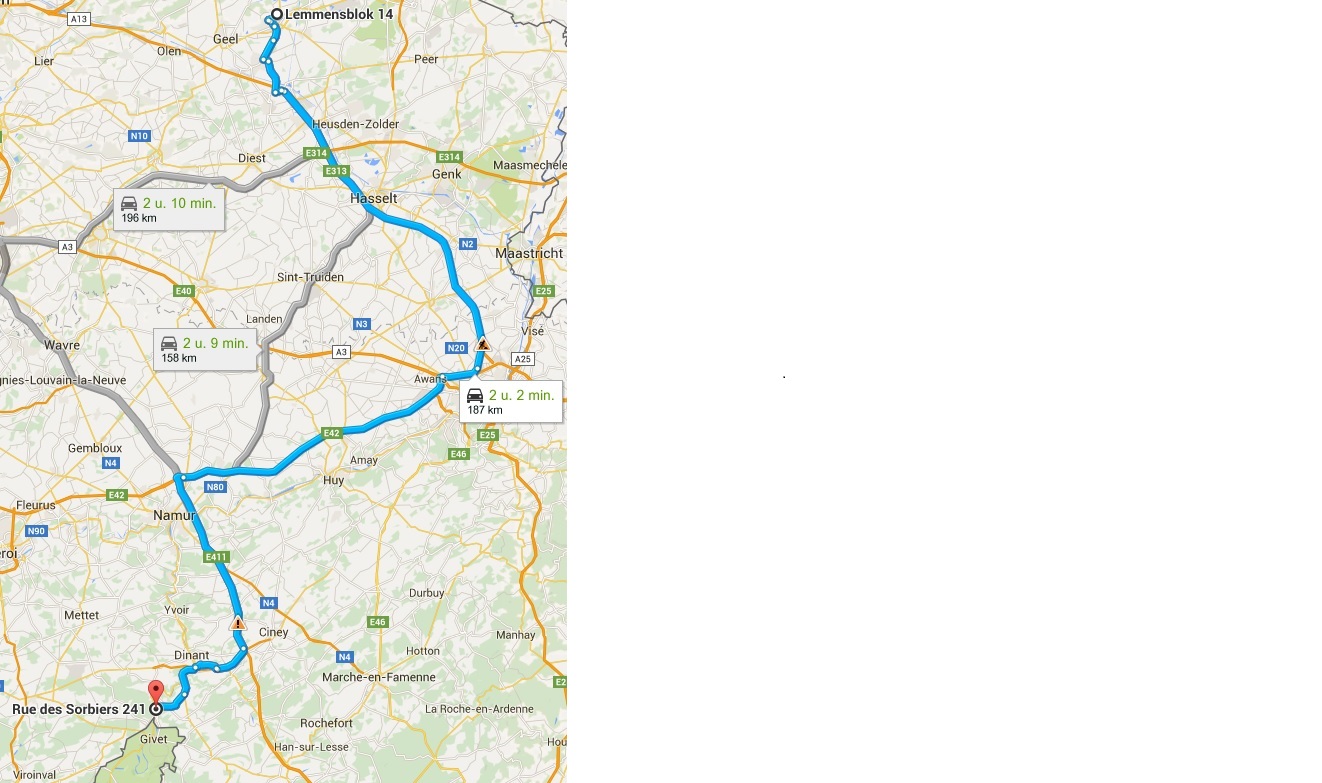 A13
Lemmensblok 14
Geel
Olen
Lier
Peer
Heusden-Zolder
N10
E314
Diest
E314
Maasmechele
E313
Genk
Hasselt
2 u. 10 min.
196 km
A3
N2
Maastricht
Sint-Truiden
E40
E25
Landen
N3
Visé
Wavre
2 u. 9 min.
158 km
N20
A3
A25
gnies-Louvain-la-Neuve
Awans
2 u. 2 min.
187 km
E42
E25
Gembloux
E46
N4
Amay
Huy
N80
E42
Fleurus
Namur
N90
eroi
E411
Durbuy
N4
Yvoir
Mettet
E46
Ciney
Manhay
Hotton
Dinant
N4
Marche-en-Famenne
E2
Rue des Sorbiers 241
La Roche-en-Ardenne
Rochefort
Givet
Han-sur-Lesse
Hou
Viroinval
.